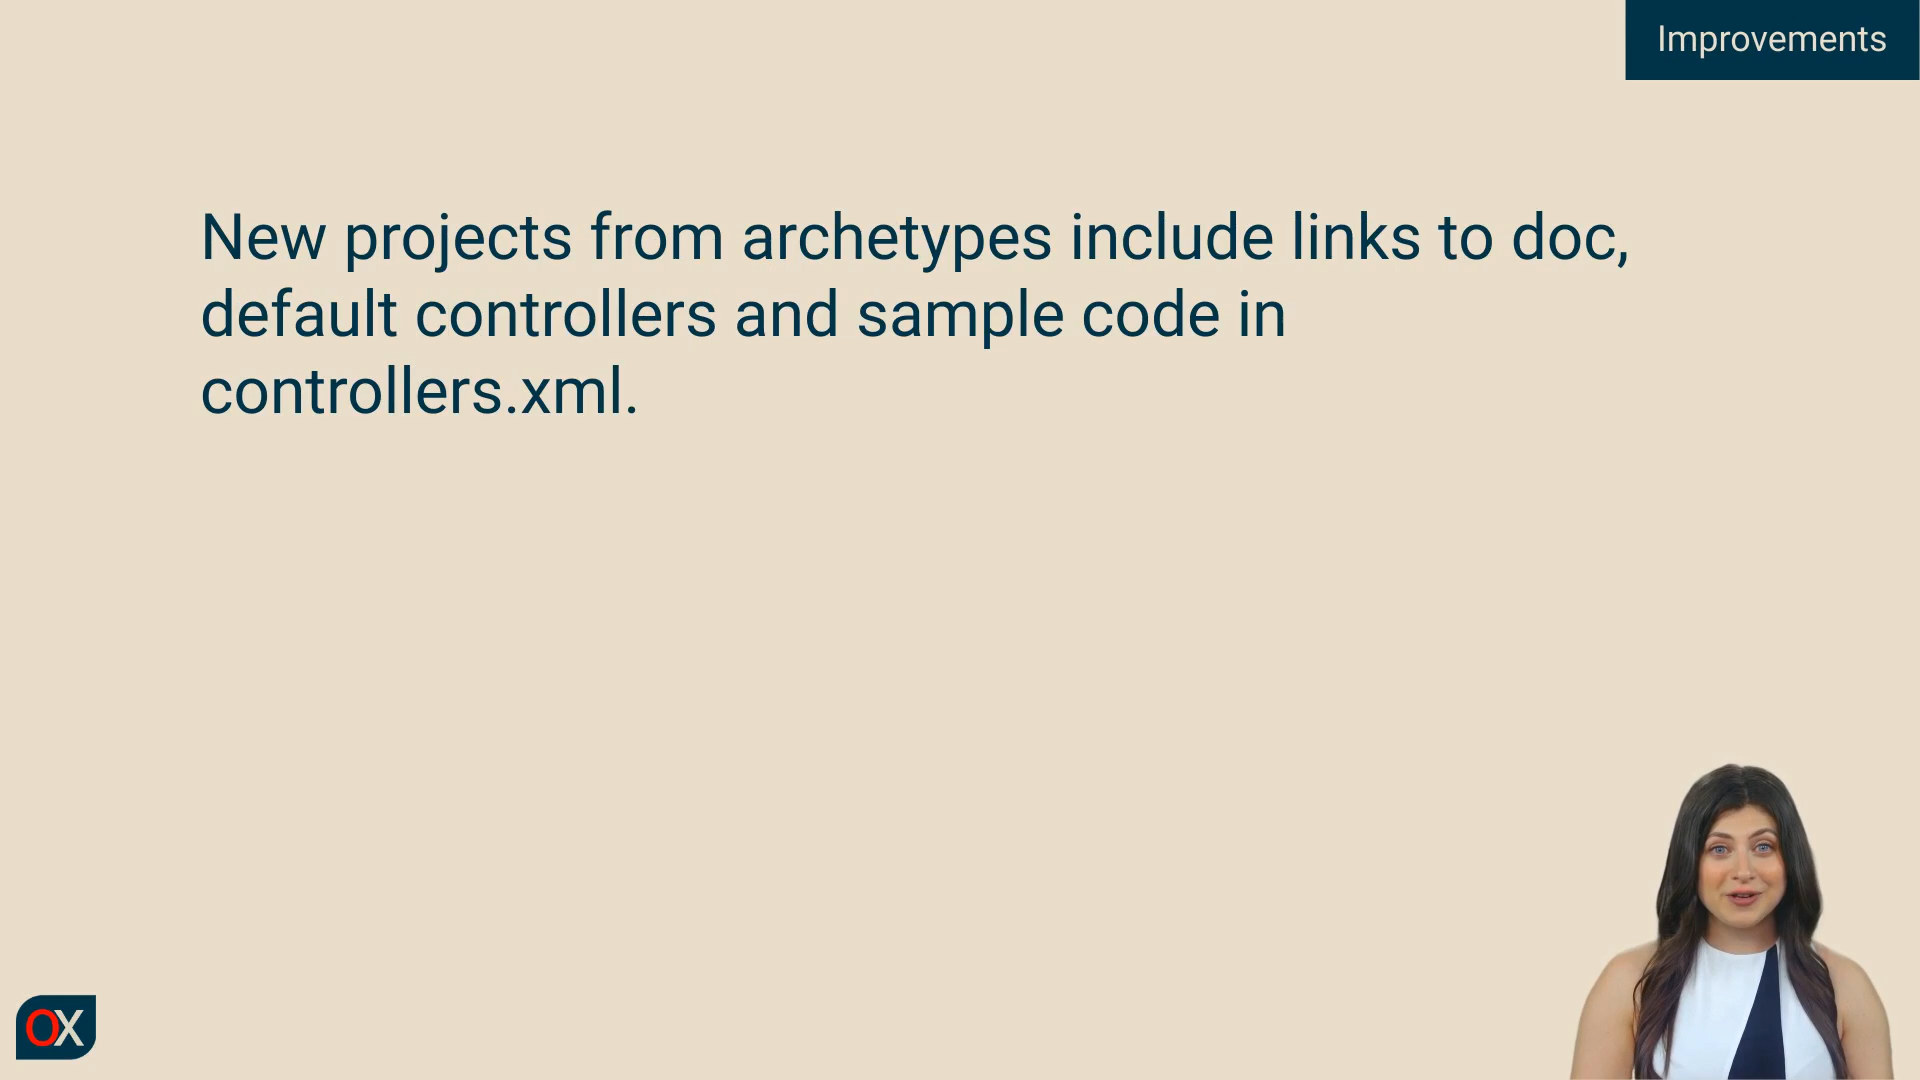 Improvements
New projects from archetypes include links to doc,
default controllers and sample code in
controllers.xml.
OX